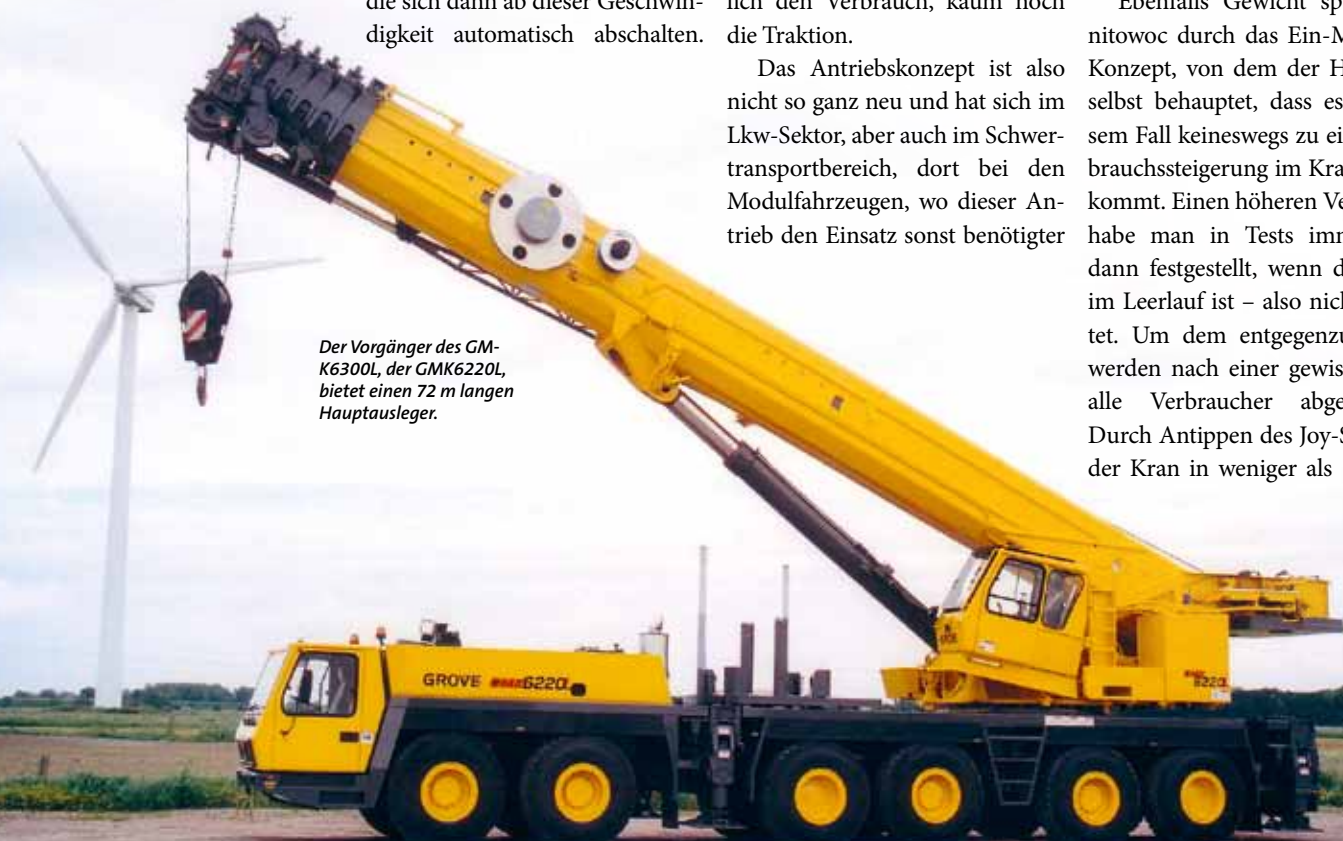 die sich dann ab dieser Geschwin-
digkeit automatisch abschalten.
lich den Verbrauch, kaum noch
die Traktion.
Das Antriebskonzept ist also
nicht so ganz neu und hat sich im
Lkw-Sektor, aber auch im Schwer-
transportbereich, dort bei den
Modulfahrzeugen, wo dieser An-
trieb den Einsatz sonst benötigter
Ebenfalls Gewicht sp
nitowoc durch das Ein-M
Konzept, von dem der H
selbst behauptet, dass es
sem Fall keineswegs zu ei
brauchssteigerung im Kra
kommt. Einen höheren Ve
habe man in Tests imm
dann festgestellt, wenn d
im Leerlauf ist – also nich
tet. Um dem entgegenzu
werden nach einer gewis
alle Verbraucher abge
Durch Antippen des Joy-S
der Kran in weniger als
Der Vorgänger des GM-
K6300L, der GMK6220L,
bietet einen 72 m langen
Hauptausleger.
GROVE 6220
6220